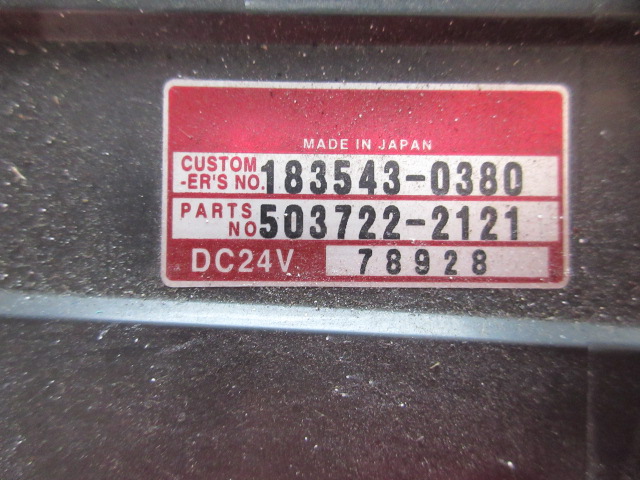 MADE IN JAPAN
CUSTOM
-ER'S NO. 183543-0380
PARTS
NO 503722-2121
DC24V 78928